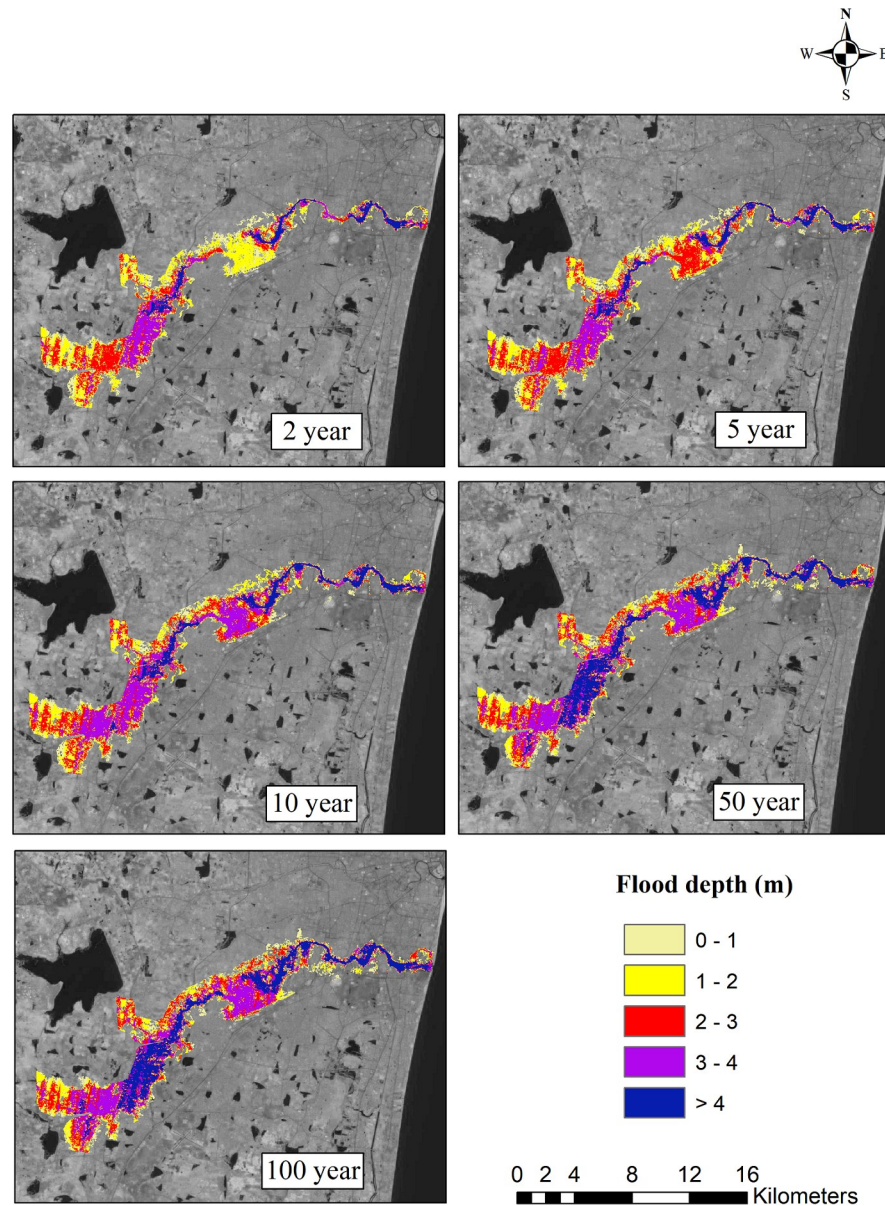 N
W E
S
2 year
5 year
10 year
50 year
100 year
Flood depth (m)
0 - 1
1 - 2
2 - 3
3 - 4
> 4
0 2 4 8 12 16
Kilometers